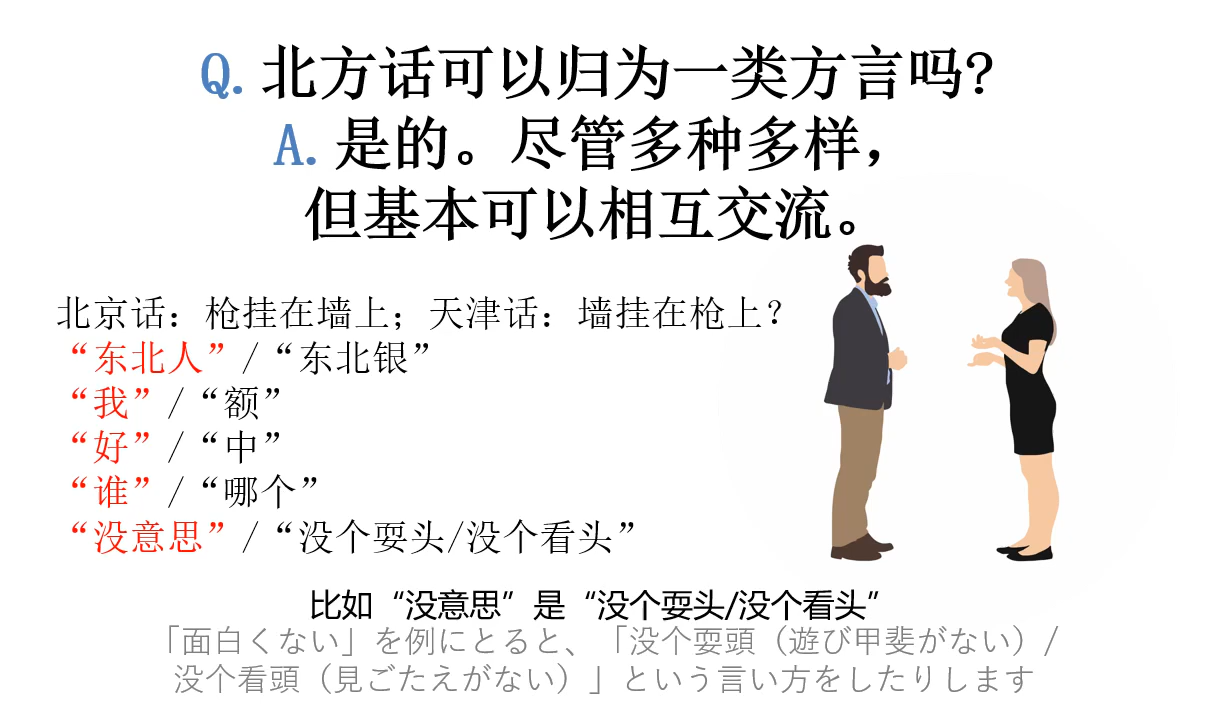 Q. 北方话可以归为一类方言吗?
A. 是的。尽管多种多样，
但基本可以相互交流。
北京话：枪挂在墙上；天津话：墙挂在枪上？
“东北人” / “东北银”
“我” / “额”
“好” / “中”
“谁” / “哪个”
“没意思” / “没个耍头/没个看头”
比如“没意思”是“没个耍头/没个看头”
「面白くない」を例にとると、「没个耍頭（遊び甲斐がない）/
没个看頭（見ごたえがない）」という言い方をしたりします